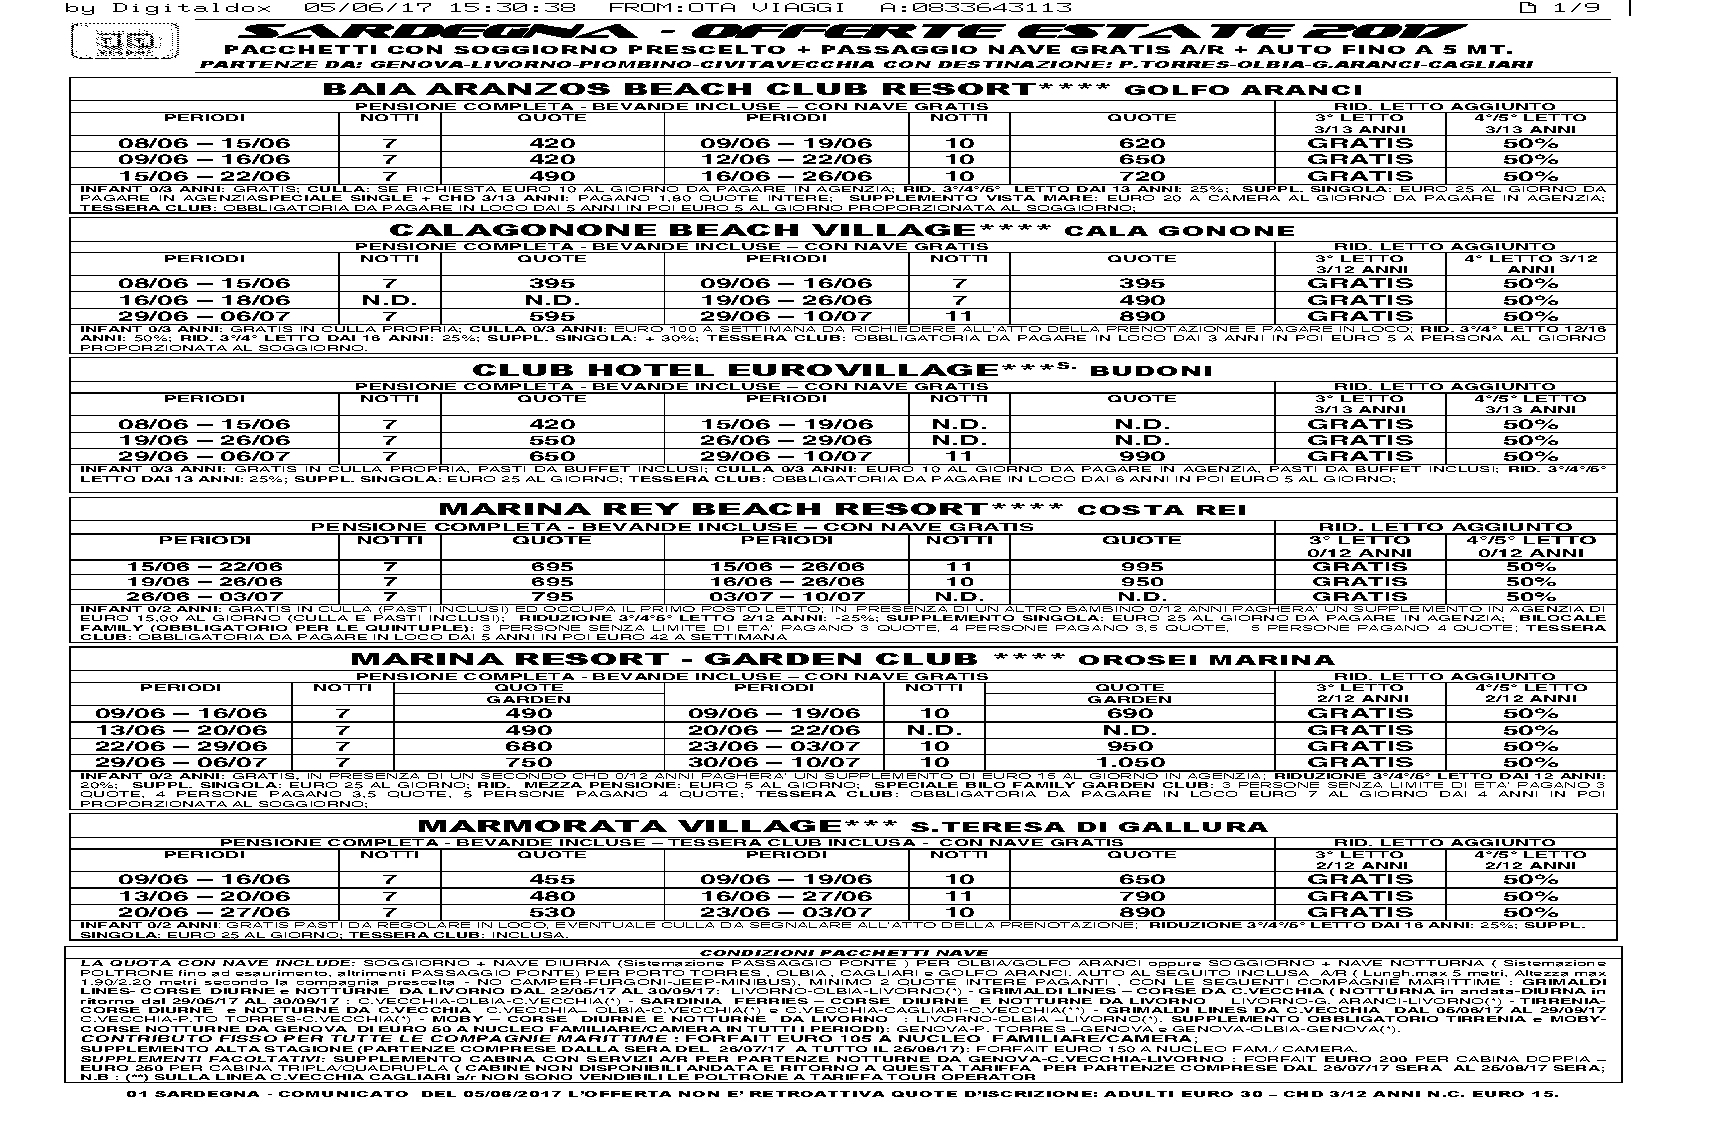 by Digitaldox 05/06/17 15:30:38 FROM:OTA VIAGGI A:0833643113 1/9
SARDEGNA - OFFERTE ESTATE 2017
PACCHETTI CON SOGGIORNO PRESCELTO + PASSAGGIO NAVE GRATIS A/R + AUTO FINO A 5 MT.
PARTENZE DA: GENOVA-LIVORNO-PIOMBINO-CIVITAVECCHIA CON DESTINAZIONE: P.TORRES-OLBIA-G.ARANCI-CAGLIARI
BAIA ARANZOS BEACH CLUB RESORT**** GOLFO ARANCI
PENSIONE COMPLETA - BEVANDE INCLUSE – CON NAVE GRATIS RID. LETTO AGGIUNTO
PERIODI NOTTI QUOTE PERIODI NOTTI QUOTE 3° LETTO 4°/5° LETTO
3/13 ANNI 3/13 ANNI
08/06 – 15/06 7 420 09/06 – 19/06 10 620 GRATIS 50%
09/06 – 16/06 7 420 12/06 – 22/06 10 650 GRATIS 50%
15/06 – 22/06 7 490 16/06 – 26/06 10 720 GRATIS 50%
INFANT 0/3 ANNI: GRATIS; CULLA: SE RICHIESTA EURO 10 AL GIORNO DA PAGARE IN AGENZIA; RID. 3°/4°/5° LETTO DAI 13 ANNI: 25%; SUPPL. SINGOLA: EURO 25 AL GIORNO DA
PAGARE IN AGENZIASPECIALE SINGLE + CHD 3/13 ANNI: PAGANO 1,80 QUOTE INTERE; SUPPLEMENTO VISTA MARE: EURO 20 A CAMERA AL GIORNO DA PAGARE IN AGENZIA;
TESSERA CLUB: OBBLIGATORIA DA PAGARE IN LOCO DAI 5 ANNI IN POI EURO 5 AL GIORNO PROPORZIONATA AL SOGGIORNO;
CALAGONONE BEACH VILLAGE**** CALA GONONE
PENSIONE COMPLETA - BEVANDE INCLUSE – CON NAVE GRATIS RID. LETTO AGGIUNTO
PERIODI NOTTI QUOTE PERIODI NOTTI QUOTE 3° LETTO 4° LETTO 3/12
3/12 ANNI ANNI
08/06 – 15/06 7 395 09/06 – 16/06 7 395 GRATIS 50%
16/06 – 18/06 N.D. N.D. 19/06 – 26/06 7 490 GRATIS 50%
29/06 – 06/07 7 595 29/06 – 10/07 11 890 GRATIS 50%
INFANT 0/3 ANNI: GRATIS IN CULLA PROPRIA; CULLA 0/3 ANNI: EURO 100 A SETTIMANA DA RICHIEDERE ALL'ATTO DELLA PRENOTAZIONE E PAGARE IN LOCO; RID. 3°/4° LETTO 12/16
ANNI: 50%; RID. 3°/4° LETTO DAI 16 ANNI: 25%; SUPPL. SINGOLA: + 30%; TESSERA CLUB: OBBLIGATORIA DA PAGARE IN LOCO DAI 3 ANNI IN POI EURO 5 A PERSONA AL GIORNO
PROPORZIONATA AL SOGGIORNO.
CLUB HOTEL EUROVILLAGE***S. BUDONI
PENSIONE COMPLETA - BEVANDE INCLUSE – CON NAVE GRATIS RID. LETTO AGGIUNTO
PERIODI NOTTI QUOTE PERIODI NOTTI QUOTE 3° LETTO 4°/5° LETTO
3/13 ANNI 3/13 ANNI
08/06 – 15/06 7 420 15/06 – 19/06 N.D. N.D. GRATIS 50%
19/06 – 26/06 7 550 26/06 – 29/06 N.D. N.D. GRATIS 50%
29/06 – 06/07 7 650 29/06 – 10/07 11 990 GRATIS 50%
INFANT 0/3 ANNI: GRATIS IN CULLA PROPRIA, PASTI DA BUFFET INCLUSI; CULLA 0/3 ANNI: EURO 10 AL GIORNO DA PAGARE IN AGENZIA, PASTI DA BUFFET INCLUSI; RID. 3°/4°/5°
LETTO DAI 13 ANNI: 25%; SUPPL. SINGOLA: EURO 25 AL GIORNO; TESSERA CLUB: OBBLIGATORIA DA PAGARE IN LOCO DAI 6 ANNI IN POI EURO 5 AL GIORNO;
MARINA REY BEACH RESORT**** COSTA REI
PENSIONE COMPLETA - BEVANDE INCLUSE – CON NAVE GRATIS RID. LETTO AGGIUNTO
PERIODI NOTTI QUOTE PERIODI NOTTI QUOTE 3° LETTO 4°/5° LETTO
0/12 ANNI 0/12 ANNI
15/06 – 22/06 7 695 15/06 – 26/06 11 995 GRATIS 50%
19/06 – 26/06 7 695 16/06 – 26/06 10 950 GRATIS 50%
26/06 – 03/07 7 795 03/07 – 10/07 N.D. N.D. GRATIS 50%
INFANT 0/2 ANNI: GRATIS IN CULLA (PASTI INCLUSI) ED OCCUPA IL PRIMO POSTO LETTO; IN PRESENZA DI UN ALTRO BAMBINO 0/12 ANNI PAGHERA' UN SUPPLEMENTO IN AGENZIA DI
EURO 15,00 AL GIORNO (CULLA E PASTI INCLUSI); RIDUZIONE 3°/4°/5° LETTO 2/12 ANNI: -25%; SUPPLEMENTO SINGOLA: EURO 25 AL GIORNO DA PAGARE IN AGENZIA; BILOCALE
FAMILY (OBBLIGATORIO PER LE QUINTUPLE): 3 PERSONE SENZA LIMITE DI ETA' PAGANO 3 QUOTE, 4 PERSONE PAGANO 3,5 QUOTE, 5 PERSONE PAGANO 4 QUOTE; TESSERA
CLUB: OBBLIGATORIA DA PAGARE IN LOCO DAI 5 ANNI IN POI EURO 42 A SETTIMANA
MARINA RESORT - GARDEN CLUB **** OROSEI MARINA
PENSIONE COMPLETA - BEVANDE INCLUSE – CON NAVE GRATIS RID. LETTO AGGIUNTO
PERIODI NOTTI QUOTE PERIODI NOTTI QUOTE 3° LETTO 4°/5° LETTO
GARDEN GARDEN 2/12 ANNI 2/12 ANNI
09/06 – 16/06 7 490 09/06 – 19/06 10 690 GRATIS 50%
13/06 – 20/06 7 490 20/06 – 22/06 N.D. N.D. GRATIS 50%
22/06 – 29/06 7 680 23/06 – 03/07 10 950 GRATIS 50%
29/06 – 06/07 7 750 30/06 – 10/07 10 1.050 GRATIS 50%
INFANT 0/2 ANNI: GRATIS, IN PRESENZA DI UN SECONDO CHD 0/12 ANNI PAGHERA' UN SUPPLEMENTO DI EURO 15 AL GIORNO IN AGENZIA; RIDUZIONE 3°/4°/5° LETTO DAI 12 ANNI:
20%; SUPPL. SINGOLA: EURO 25 AL GIORNO; RID. MEZZA PENSIONE: EURO 5 AL GIORNO; SPECIALE BILO FAMILY GARDEN CLUB: 3 PERSONE SENZA LIMITE DI ETA' PAGANO 3
QUOTE, 4 PERSONE PAGANO 3,5 QUOTE, 5 PERSONE PAGANO 4 QUOTE; TESSERA CLUB: OBBLIGATORIA DA PAGARE IN LOCO EURO 7 AL GIORNO DAI 4 ANNI IN POI
PROPORZIONATA AL SOGGIORNO;
MARMORATA VILLAGE*** S.TERESA DI GALLURA
PENSIONE COMPLETA - BEVANDE INCLUSE – TESSERA CLUB INCLUSA - CON NAVE GRATIS RID. LETTO AGGIUNTO
PERIODI NOTTI QUOTE PERIODI NOTTI QUOTE 3° LETTO 4°/5° LETTO
2/12 ANNI 2/12 ANNI
09/06 – 16/06 7 455 09/06 – 19/06 10 650 GRATIS 50%
13/06 – 20/06 7 480 16/06 – 27/06 11 790 GRATIS 50%
20/06 – 27/06 7 530 23/06 – 03/07 10 890 GRATIS 50%
INFANT 0/2 ANNI: GRATIS PASTI DA REGOLARE IN LOCO, EVENTUALE CULLA DA SEGNALARE ALL'ATTO DELLA PRENOTAZIONE; RIDUZIONE 3°/4°/5° LETTO DAI 16 ANNI: 25%; SUPPL.
SINGOLA: EURO 25 AL GIORNO; TESSERA CLUB: INCLUSA.
CONDIZIONI PACCHETTI NAVE
LA QUOTA CON NAVE INCLUDE: SOGGIORNO + NAVE DIURNA (Sistemazione PASSAGGIO PONTE ) PER OLBIA/GOLFO ARANCI oppure SOGGIORNO + NAVE NOTTURNA ( Sistemazione
POLTRONE fino ad esaurimento, altrimenti PASSAGGIO PONTE) PER PORTO TORRES , OLBIA , CAGLIARI e GOLFO ARANCI. AUTO AL SEGUITO INCLUSA A/R ( Lungh.max 5 metri, Altezza max
1.90/2.20 metri secondo la compagnia prescelta - NO CAMPER-FURGONI-JEEP-MINIBUS), MINIMO 2 QUOTE INTERE PAGANTI , CON LE SEGUENTI COMPAGNIE MARITTIME : GRIMALDI
LINES- CORSE DIURNE e NOTTURNE DA LIVORNO DAL 22/05/17 AL 30/09/17: LIVORNO-OLBIA-LIVORNO(*) - GRIMALDI LINES – CORSE DA C.VECCHIA ( NOTTURNA in andata-DIURNA in
ritorno dal 29/05/17 AL 30/09/17 : C.VECCHIA-OLBIA-C.VECCHIA(*) - SARDINIA FERRIES – CORSE DIURNE E NOTTURNE DA LIVORNO LIVORNO-G. ARANCI-LIVORNO(*) - TIRRENIA-
CORSE DIURNE e NOTTURNE DA C.VECCHIA C.VECCHIA– OLBIA-C.VECCHIA(*) e C.VECCHIA-CAGLIARI-C.VECCHIA(**) - GRIMALDI LINES DA C.VECCHIA DAL 05/06/17 AL 29/09/17
C.VECCHIA-P.TO TORRES-C.VECCHIA(*) - MOBY – CORSE DIURNE E NOTTURNE DA LIVORNO : LIVORNO-OLBIA –LIVORNO(*). SUPPLEMENTO OBBLIGATORIO TIRRENIA e MOBY-
CORSE NOTTURNE DA GENOVA DI EURO 50 A NUCLEO FAMILIARE/CAMERA IN TUTTI I PERIODI): GENOVA-P. TORRES –GENOVA e GENOVA-OLBIA-GENOVA(*).
CONTRIBUTO FISSO PER TUTTE LE COMPAGNIE MARITTIME : FORFAIT EURO 105 A NUCLEO FAMILIARE/CAMERA;
SUPPLEMENTO ALTA STAGIONE (PARTENZE COMPRESE DALLA SERA DEL 26/07/17 A TUTTO IL 25/08/17): FORFAIT EURO 150 A NUCLEO FAM./ CAMERA.
SUPPLEMENTI FACOLTATIVI: SUPPLEMENTO CABINA CON SERVIZI A/R PER PARTENZE NOTTURNE DA GENOVA-C.VECCHIA-LIVORNO : FORFAIT EURO 200 PER CABINA DOPPIA –
EURO 250 PER CABINA TRIPLA/QUADRUPLA ( CABINE NON DISPONIBILI ANDATA E RITORNO A QUESTA TARIFFA PER PARTENZE COMPRESE DAL 26/07/17 SERA AL 25/08/17 SERA;
N.B : (**) SULLA LINEA C.VECCHIA CAGLIARI a/r NON SONO VENDIBILI LE POLTRONE A TARIFFA TOUR OPERATOR
01 SARDEGNA - COMUNICATO DEL 05/06/2017 L'OFFERTA NON E' RETROATTIVA QUOTE D'ISCRIZIONE: ADULTI EURO 30 – CHD 3/12 ANNI N.C. EURO 15.